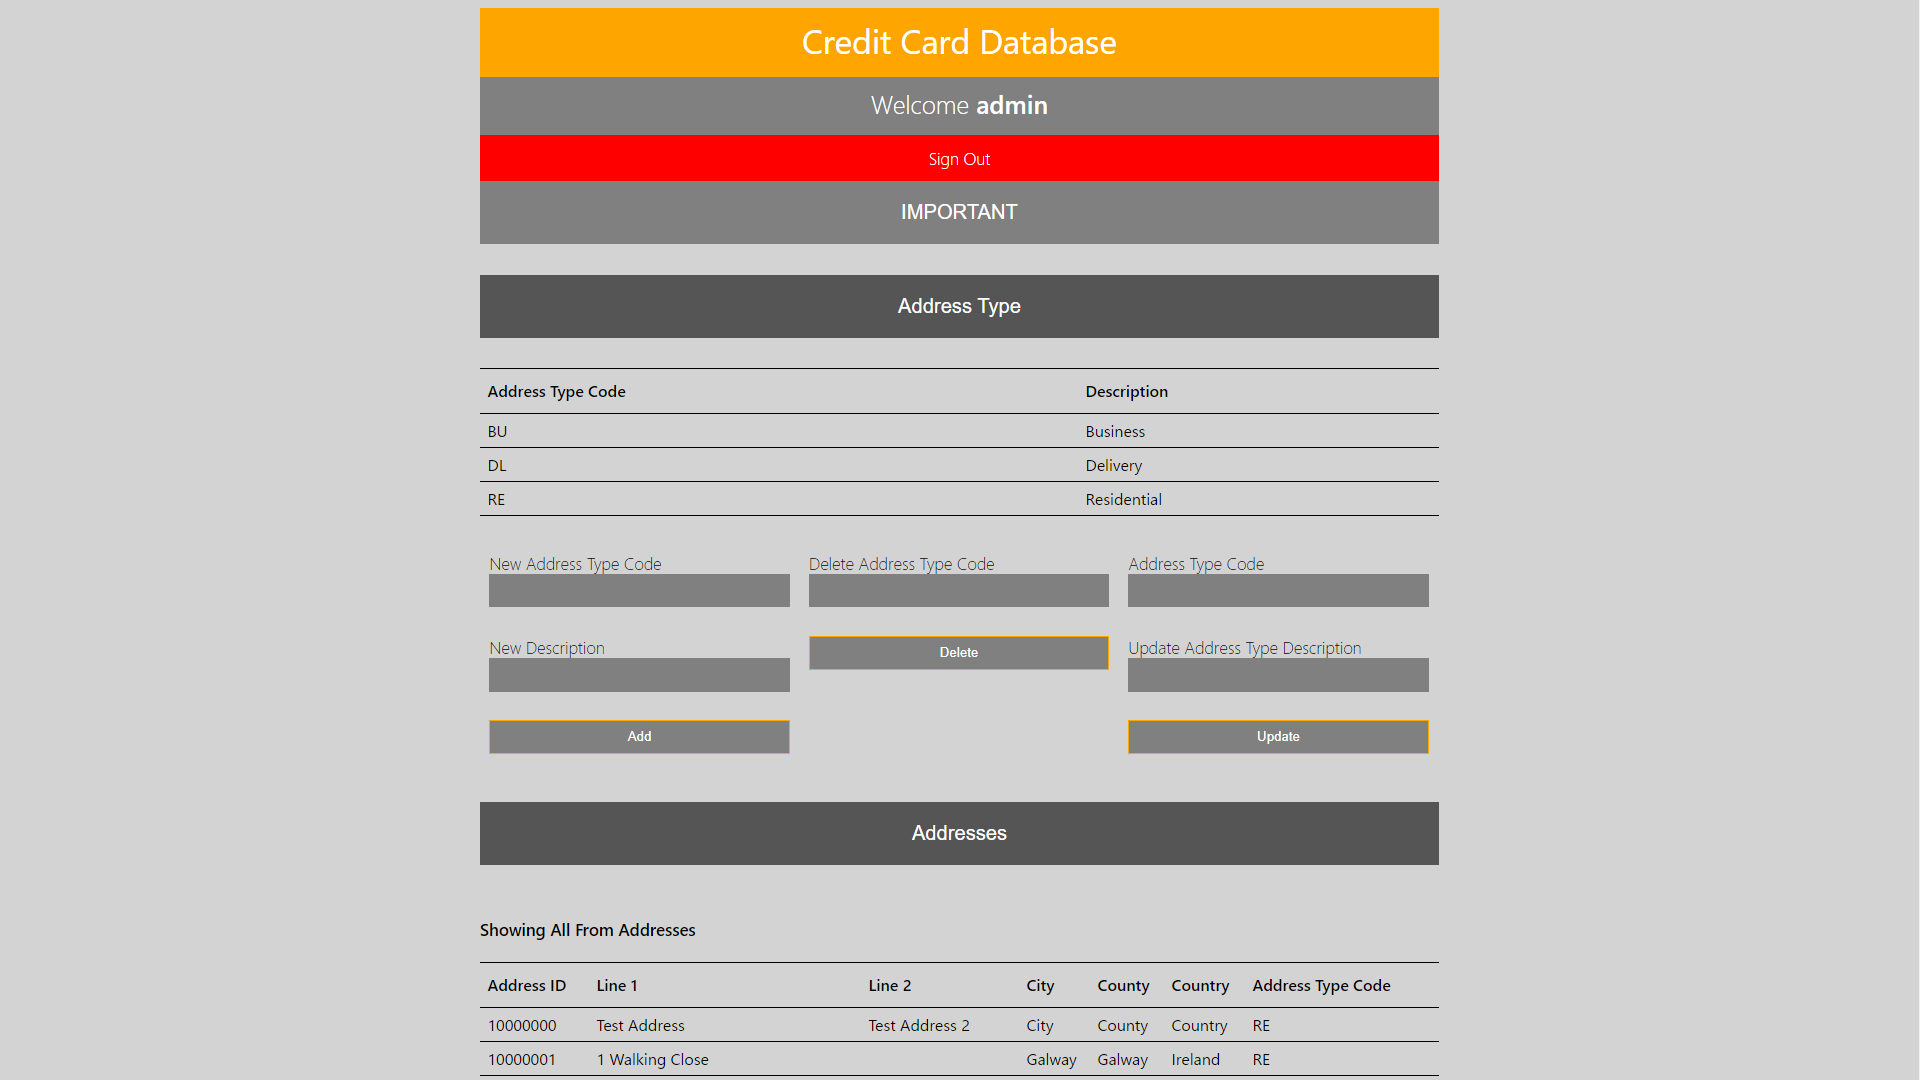 Credit Card Database
Welcome admin
Sign Out
IMPORTANT
Address Type
Address Type Code Description
BU Business
DL Delivery
RE Residential
New Address Type Code Delete Address Type Code Address Type Code
New Description Delete Update Address Type Description
Add Update
Addresses
Showing All From Addresses
Address ID Line 1 Line 2 City County Country Address Type Code
10000000 Test Address Test Address 2 City County Country RE
10000001 1 Walking Close Galway Galway Ireland RE